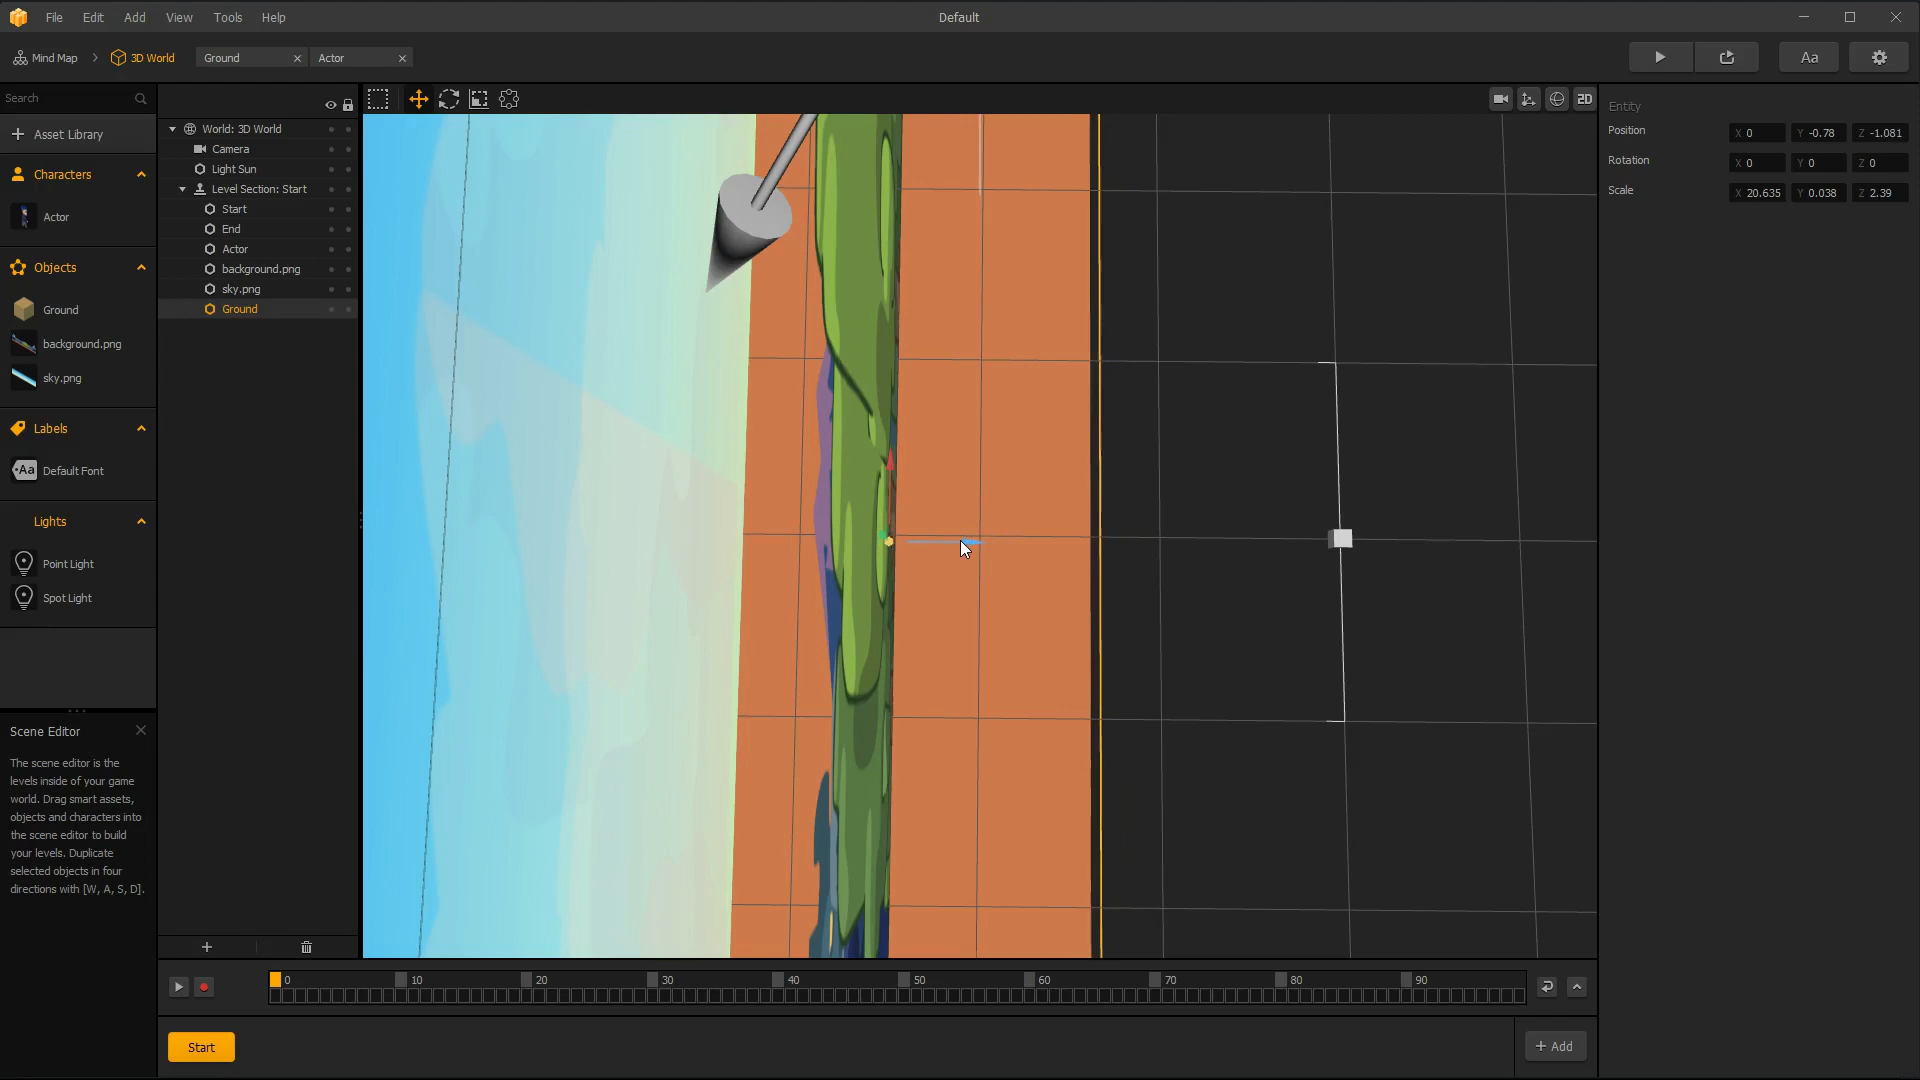 File Edit Add View Tools Help
Default
Mind Map > 3D World Ground Actor
Aa
Search
Asset Library
Characters
Actor
Objects
Ground
background.png
sky.png
Labels
Aa Default Font
Lights
Point Light
Spot Light
Scene Editor
The scene editor is the
levels inside of your game
world. Drag smart assets,
objects and characters into
the scene editor to build
your levels. Duplicate
selected objects in four
directions with [W, A, S, D].
World: 3D World
Camera
Light Sun
Level Section: Start
Start
End
Actor
background.png
sky.png
Ground
2D
Entity
Position X 0 Y -0.78 Z -1.081
Rotation X 0 Y 0 Z 0
Scale X 20.635 Y 0.038 Z 2.39
0 10 20 30 40 50 60 70 80 90
Start
+ Add